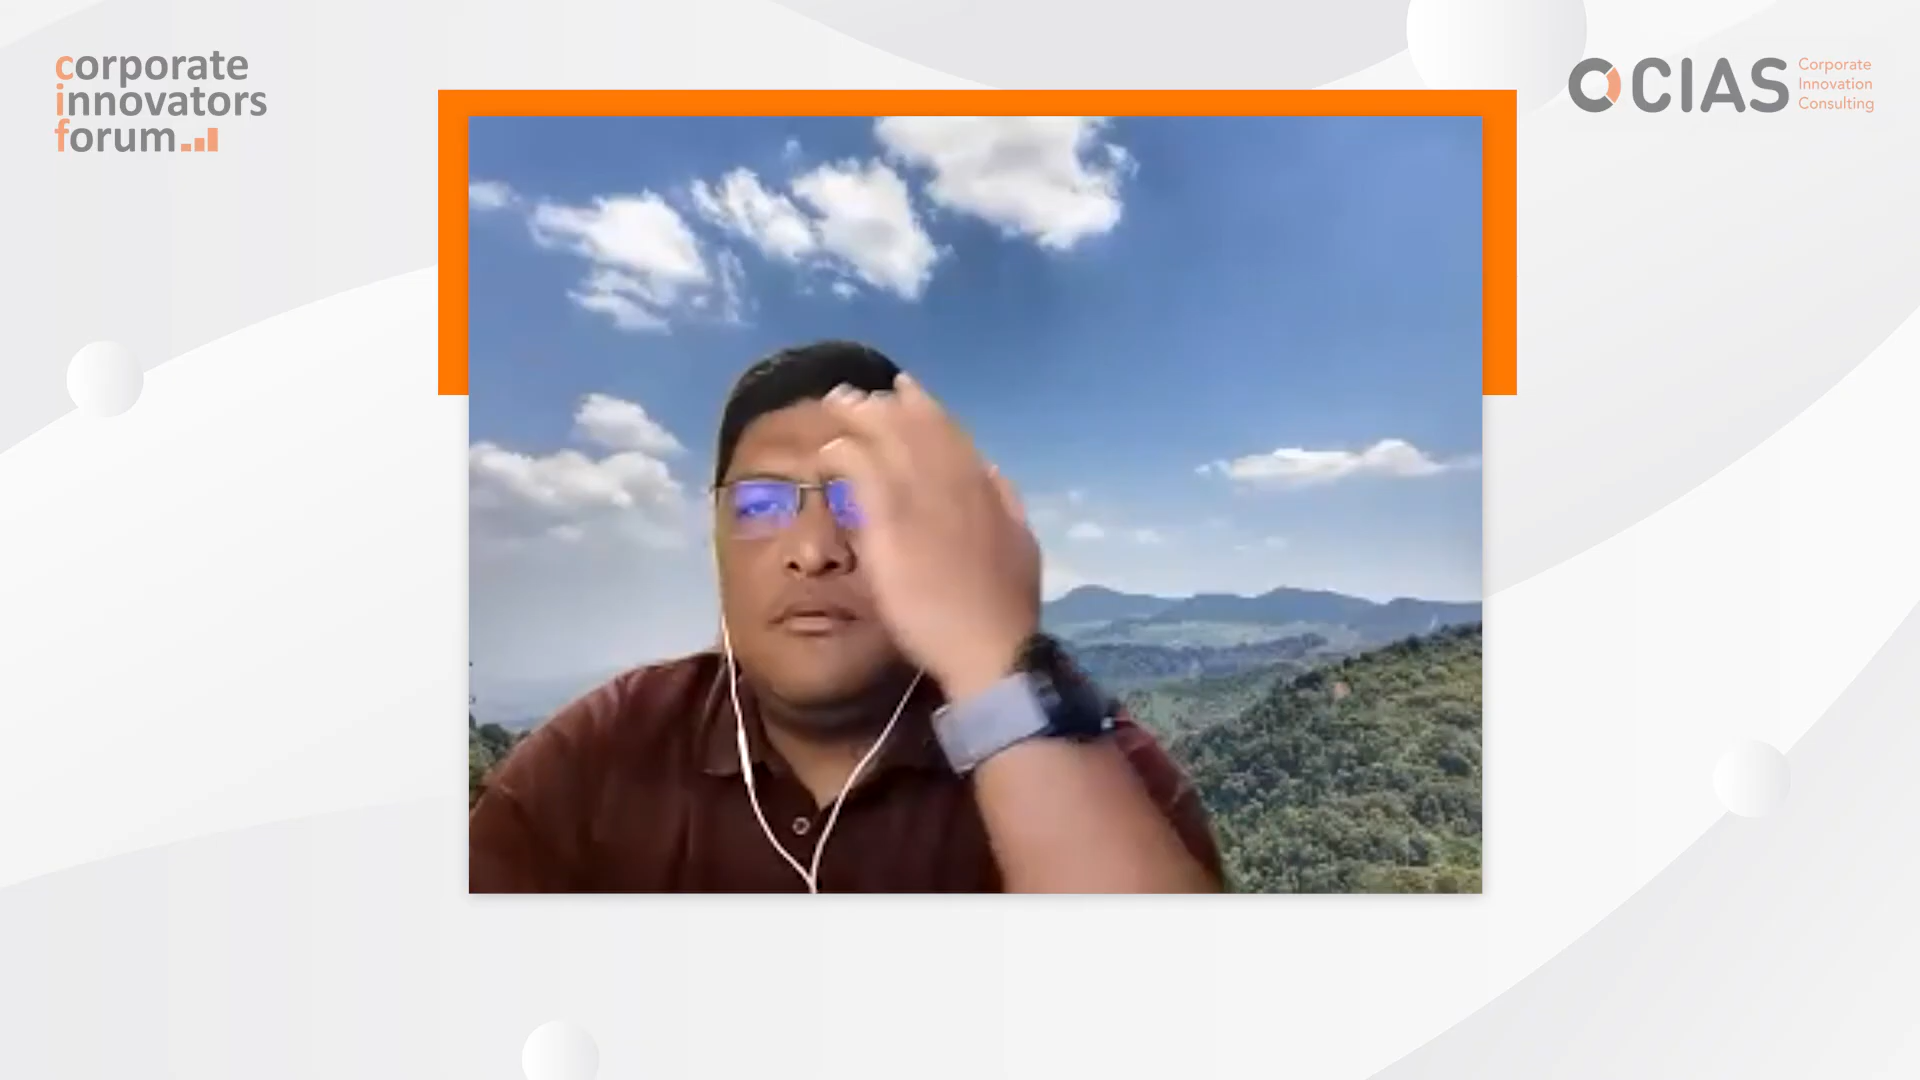 corporate
innovators
forum
CIAS
Corporate
Innovation
Consulting